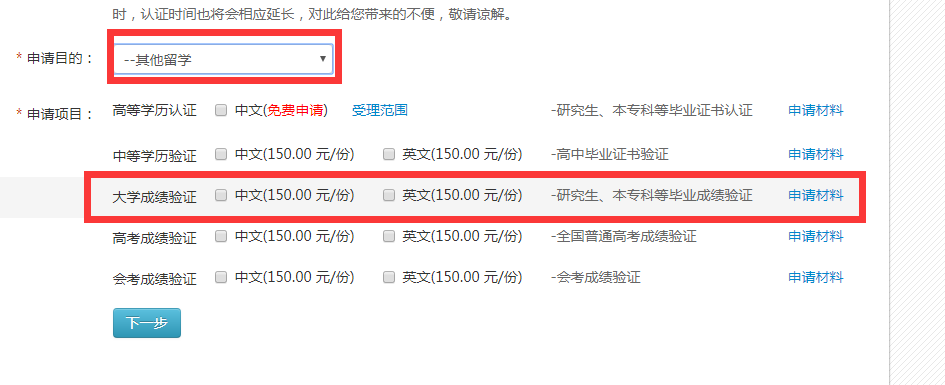 时，认证时间也将会相应延长，对此给您带来的不便，敬请谅解。
* 申请目的： --其他留学
* 申请项目： 高等学历认证 中文(免费申请) 受理范围 -研究生、本专科等毕业证书认证 申请材料
中等学历验证 中文(150.00 元/份) 英文(150.00 元/份) -高中毕业证书验证 申请材料
大学成绩验证 中文(150.00 元/份) 英文(150.00 元/份) -研究生、本专科等毕业成绩验证 申请材料
高考成绩验证 中文(150.00 元/份) 英文(150.00 元/份) -全国普通高考成绩验证 申请材料
会考成绩验证 中文(150.00 元/份) 英文(150.00 元/份) -会考成绩验证 申请材料
下一步